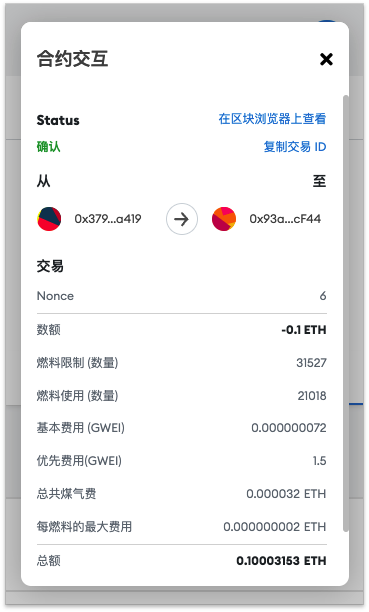 合约交互
Status 在区块浏览器上查看
确认 复制交易 ID
从 至
0x379...a419 0x93a...cF44
交易
Nonce 6
数额 -0.1 ETH
燃料限制 (数量) 31527
燃料使用 (数量) 21018
基本费用 (GWEI) 0.000000072
优先费用(GWEI) 1.5
总共煤气费 0.000032 ETH
每燃料的最大费用 0.000000002 ETH
总额 0.10003153 ETH